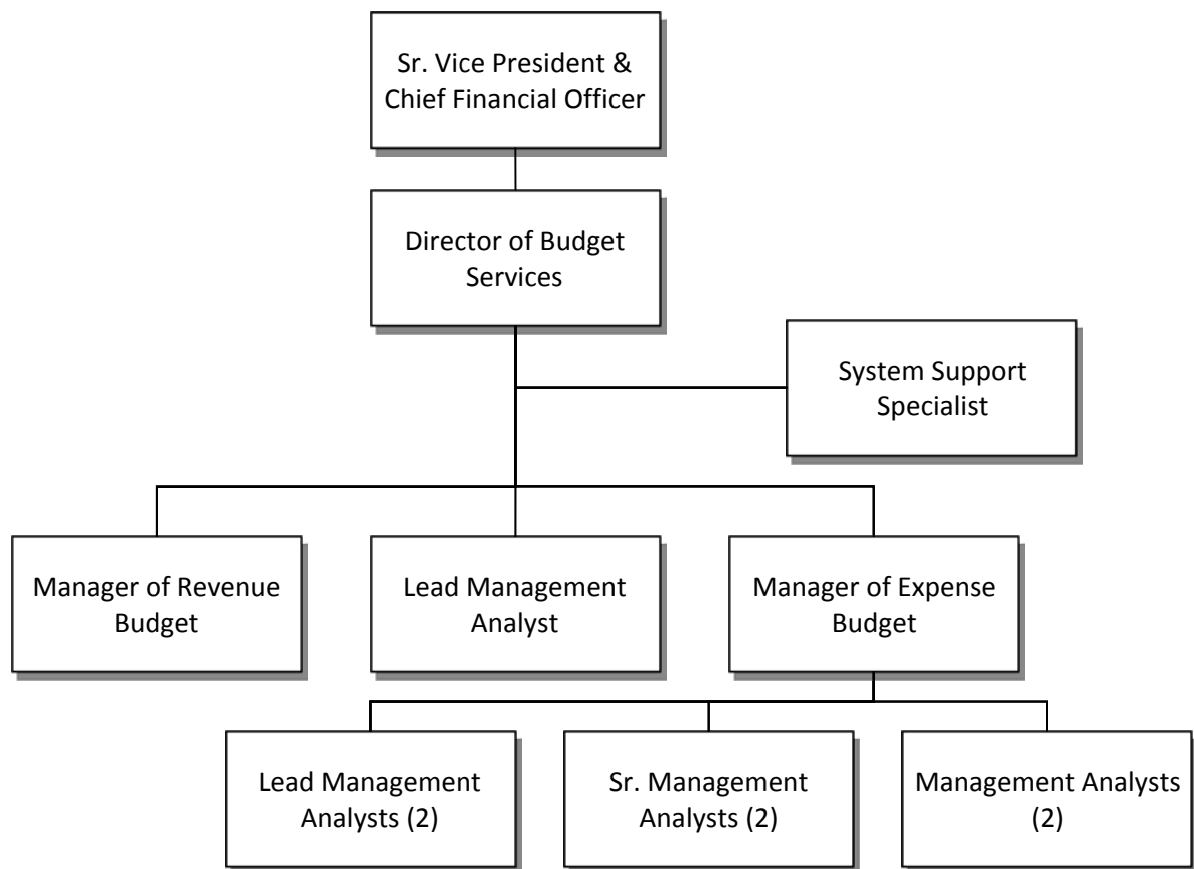 Sr. Vice President &
Chief Financial Officer
Director of Budget
Services
System Support
Specialist
Manager of Revenue
Budget
Lead Management
Analyst
Manager of Expense
Budget
Lead Management
Analysts (2)
Sr. Management
Analysts (2)
Management Analysts
(2)